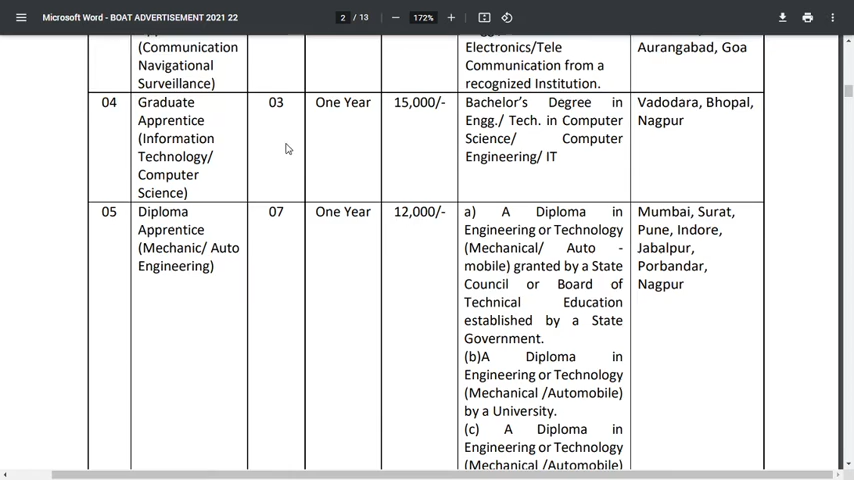 Microsoft Word - BOAT ADVERTISEMENT 2021 22
2 / 13
172%
(Communication
Navigational
Surveillance)
Electronics/Tele
Communication from a
recognized Institution.
Aurangabad, Goa
04
Graduate
Apprentice
(Information
Technology/
Computer
Science)
03
One Year
15,000/-
Bachelor's Degree in
Engg./ Tech. in Computer
Science/ Computer
Engineering/ IT
Vadodara, Bhopal,
Nagpur
05
Diploma
Apprentice
(Mechanic/ Auto
Engineering)
07
One Year
12,000/-
a) A Diploma in
Engineering or Technology
(Mechanical/ Auto -
mobile) granted by a State
Council or Board of
Technical Education
established by a State
Government.
(b)A Diploma in
Engineering or Technology
(Mechanical /Automobile)
by a University.
(c) A Diploma in
Engineering or Technology
(Mechanical /Automobile)
Mumbai, Surat,
Pune, Indore,
Jabalpur,
Porbandar,
Nagpur